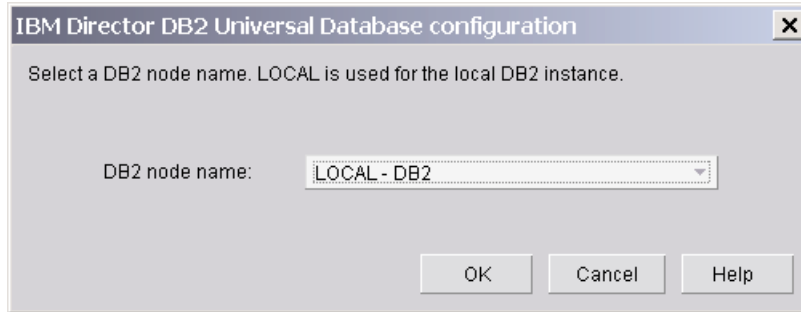 IBM Director DB2 Universal Database configuration
Select a DB2 node name. LOCAL is used for the local DB2 instance.
DB2 node name: LOCAL - DB2
OK Cancel Help